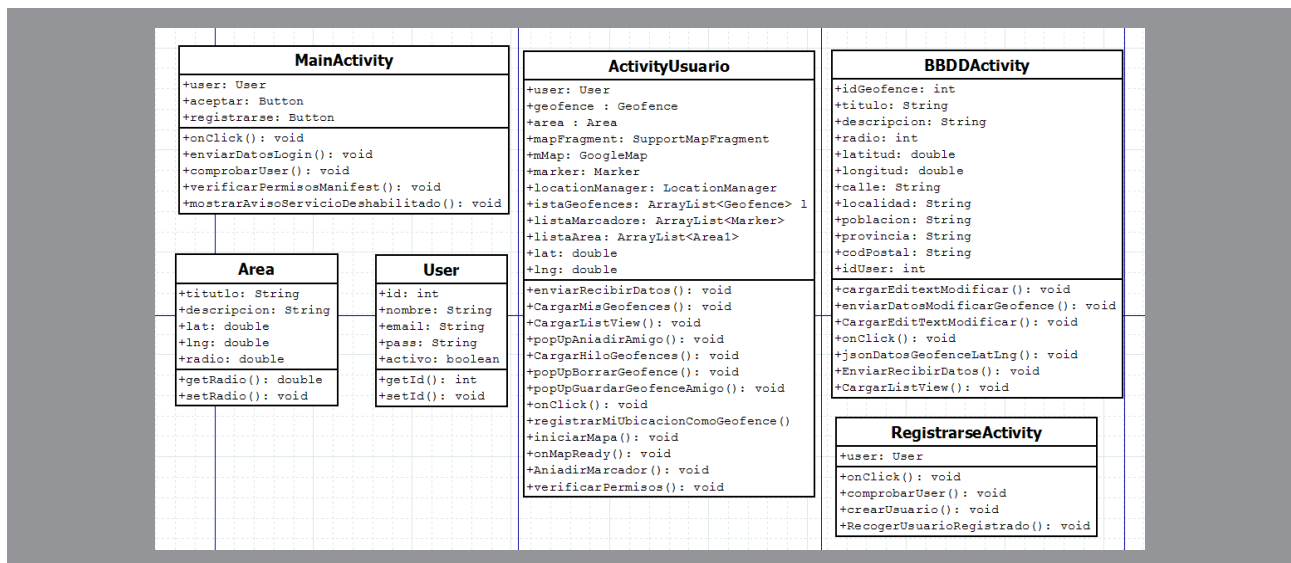 MainActivity
+user: User
+aceptar: Button
+registrarse: Button
+onClick(): void
+enviarDatosLogin(): void
+comprobarUser(): void
+verificarPermisosManifest(): void
+mostrarAvisoServicioDeshabilitado(): void
Area
+titutlo: String
+descripcion: String
+lat: double
+lng: double
+radio: double
+getRadio(): double
+setRadio(): void
User
+id: int
+nombre: String
+email: String
+pass: String
+activo: boolean
+getId(): int
+setId(): void
ActivityUsuario
+user: User
+geofence : Geofence
+area : Area
+mapFragment: SupportMapFragment
+mMap: GoogleMap
+marker: Marker
+locationManager: LocationManager
+istaGeofences: ArrayList<Geofence> l
+listaMarcadore: ArrayList<Marker>
+listaArea: ArrayList<Area1>
+lat: double
+lng: double
+enviarRecibirDatos(): void
+CargarMisGeofences(): void
+CargarListView(): void
+popUpAniadirAmigo(): void
+CargarHiloGeofences(): void
+popUpBorrarGeofence(): void
+popUpGuardarGeofenceAmigo(): void
+onClick(): void
+registrarMiUbicacionComoGeofence()
+iniciarMapa(): void
+onMapReady(): void
+AniadirMarcador(): void
+verificarPermisos(): void
BBDDActivity
+idGeofence: int
+titulo: String
+descripcion: String
+radio: int
+latitud: double
+longitud: double
+calle: String
+localidad: String
+poblacion: String
+provincia: String
+codPostal: String
+idUser: int
+cargarEditextModificar(): void
+enviarDatosModificarGeofence(): void
+CargarEditTextModificar(): void
+onClick(): void
+jsonDatosGeofenceLatLng(): void
+EnviarRecibirDatos(): void
+CargarListView(): void
RegistrarseActivity
+user: User
+onClick(): void
+comprobarUser(): void
+crearUsuario(): void
+RecogerUsuarioRegistrado(): void